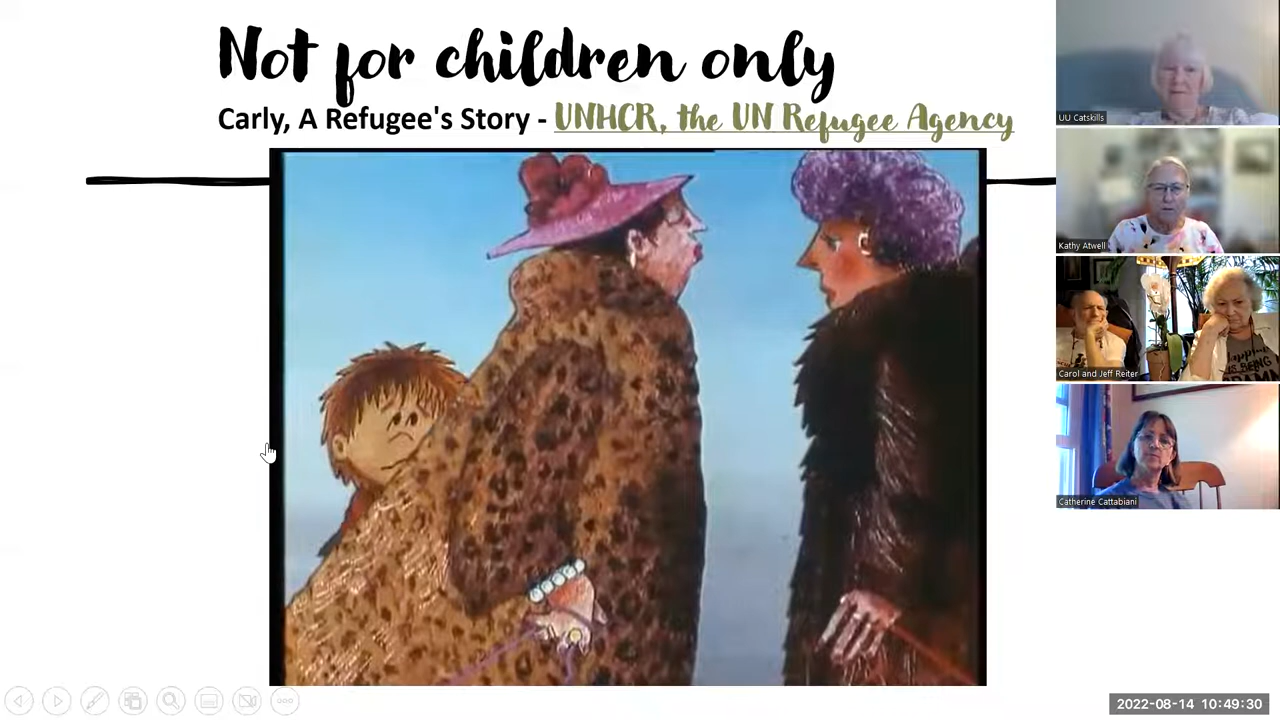 Not for children only
Carly, A Refugee's Story - UNHCR, the UN Refugee Agency
UU Catskills
Kathy Atwell
Carol and Jeff Reiter
Catherine Cattabiani
2022-08-14 10:49:30